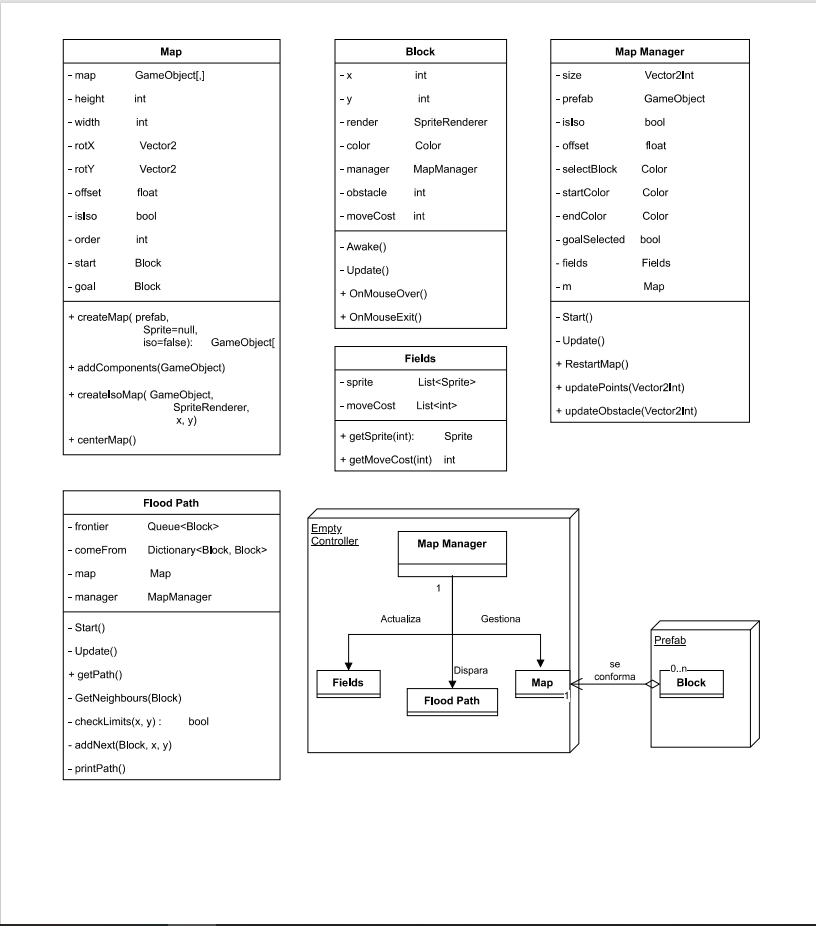 Map
- map GameObject[,]
- height int
- width int
- rotX Vector2
- rotY Vector2
- offset float
- isIso bool
- order int
- start Block
- goal Block
+ createMap( prefab,
Sprite=null,
iso=false): GameObject[
+ addComponents(GameObject)
+ createIsoMap( GameObject,
SpriteRenderer,
x, y)
+ centerMap()
Block
- x int
- y int
- render SpriteRenderer
- color Color
- manager MapManager
- obstacle int
- moveCost int
- Awake()
- Update()
+ OnMouseOver()
+ OnMouseExit()
Fields
- sprite List<Sprite>
- moveCost List<int>
+ getSprite(int): Sprite
+ getMoveCost(int) int
Map Manager
- size Vector2Int
- prefab GameObject
- isIso bool
- offset float
- selectBlock Color
- startColor Color
- endColor Color
- goalSelected bool
- fields Fields
- m Map
- Start()
- Update()
+ RestartMap()
+ updatePoints(Vector2Int)
+ updateObstacle(Vector2Int)
Flood Path
- frontier Queue<Block>
- comeFrom Dictionary<Block, Block>
- map Map
- manager MapManager
- Start()
- Update()
+ getPath()
- GetNeighbours(Block)
- checkLimits(x, y) : bool
- addNext(Block, x, y)
- printPath()
Empty
Controller
Map Manager
1
Actualiza
Gestiona
Dispara
Fields
Flood Path
Map
1
se
conforma
Prefab
0..n
Block